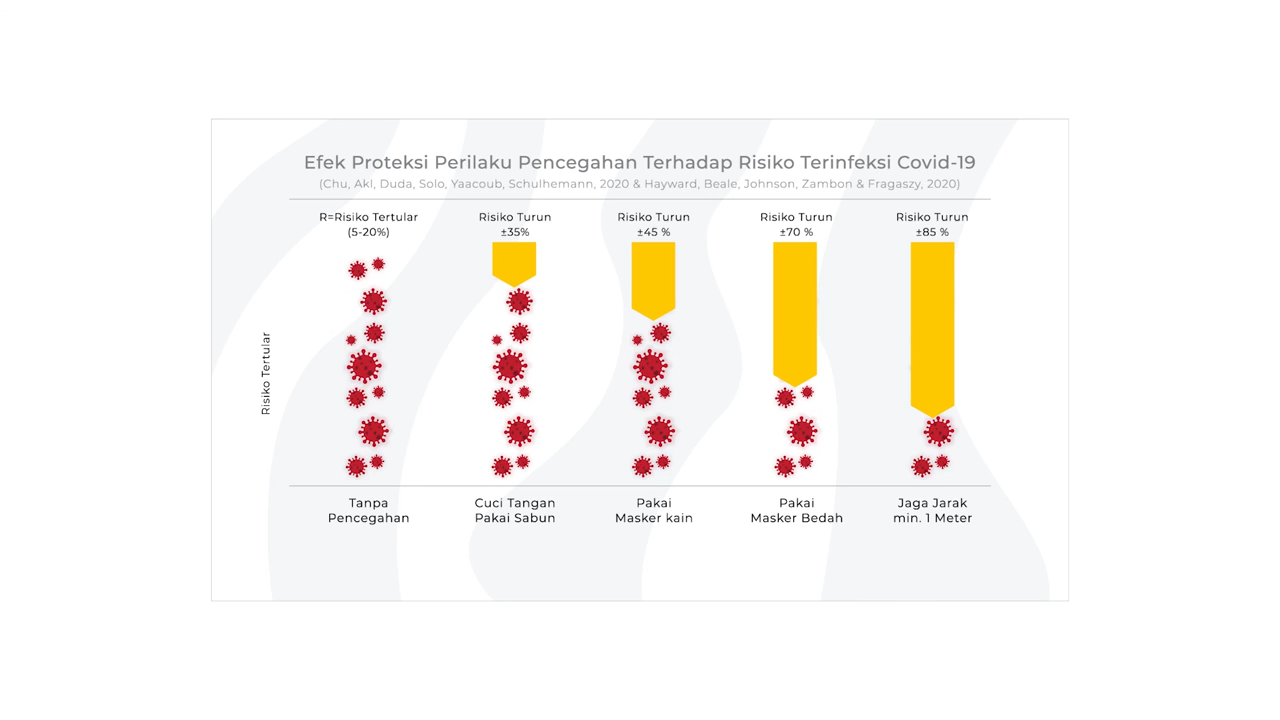 Efek Proteksi Perilaku Pencegahan Terhadap Risiko Terinfeksi Covid-19
(Chu, Akl, Duda, Solo, Yaacoub, Schulhemann, 2020 & Hayward, Beale, Johnson, Zambon & Fragaszy, 2020)
R=Risiko Tertular
(5-20%)
Risiko Turun
±35%
Risiko Turun
±45 %
Risiko Turun
±70 %
Risiko Turun
±85 %
Risiko Tertular
Tanpa
Pencegahan
Cuci Tangan
Pakai Sabun
Pakai
Masker kain
Pakai
Masker Bedah
Jaga Jarak
min. 1 Meter